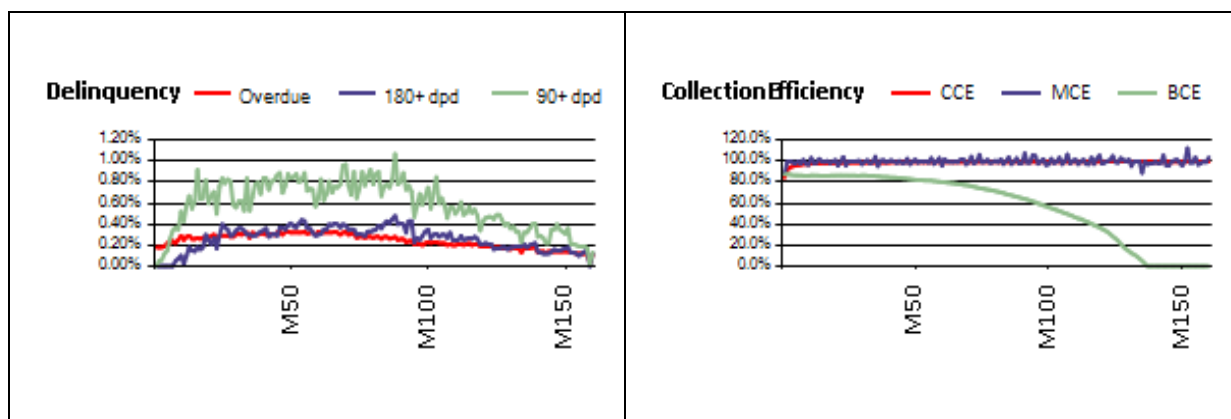 Delinquency Overdue 180+ dpd 90+ dpd
1.20%
1.00%
0.80%
0.60%
0.40%
0.20%
0.00%
M50
M100
M150
CollectionEfficiency CCE MCE BCE
120.0%
100.0%
80.0%
60.0%
40.0%
20.0%
0.0%
M50
M100
M150